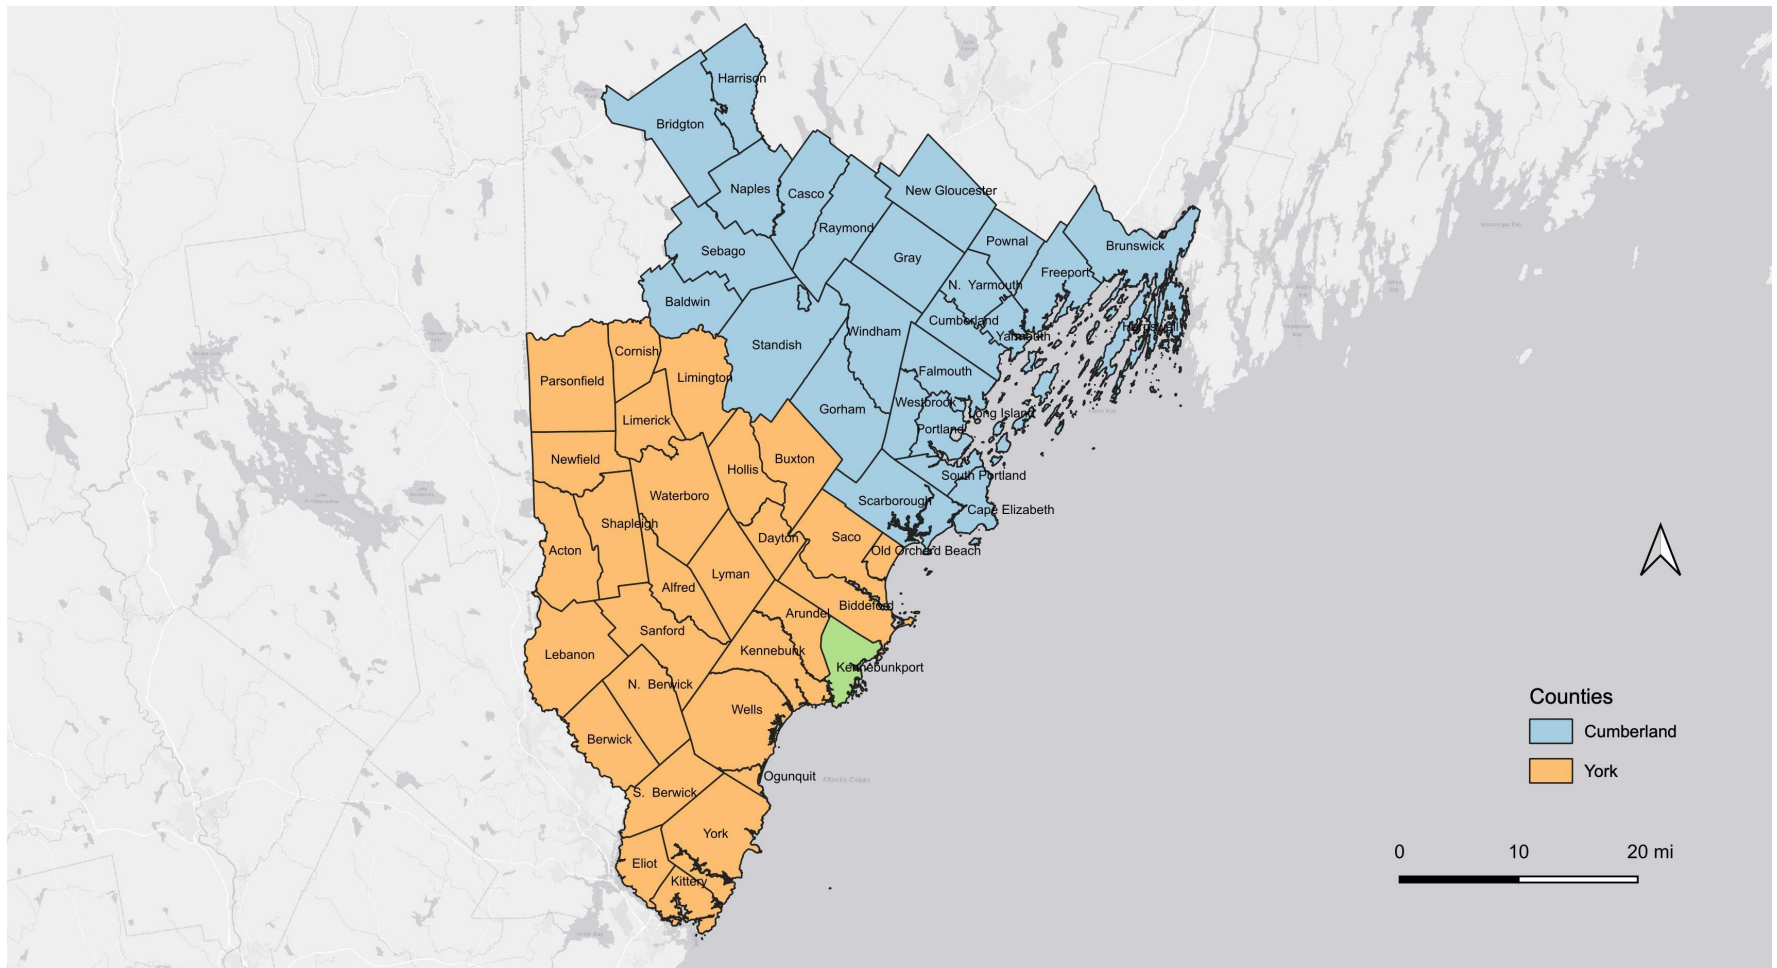 Harrison
Bridgton
Naples
Casco
New Gloucester
Raymond
Pownal
Brunswick
Sebago
Gray
Freeport
N. Yarmouth
Baldwin
Cumberland
Harpswell
Windham
Yarmouth
Standish
Cornish
Falmouth
Parsonfield
Limington
Westbrook
Gorham
Long Island
Limerick
Portland
Newfield
Buxton
Hollis
South Portland
Waterboro
Scarborough
Cape Elizabeth
Shapleigh
Dayton
Saco
Acton
Old Orchard Beach
Lyman
Alfred
Biddeford
Arundel
Sanford
Kennebunk
Lebanon
Kennebunkport
N. Berwick
Wells
Berwick
Ogunquit
Atlantic Ocean
S. Berwick
York
Eliot
Kittery
Counties
Cumberland
York
0 10 20 mi